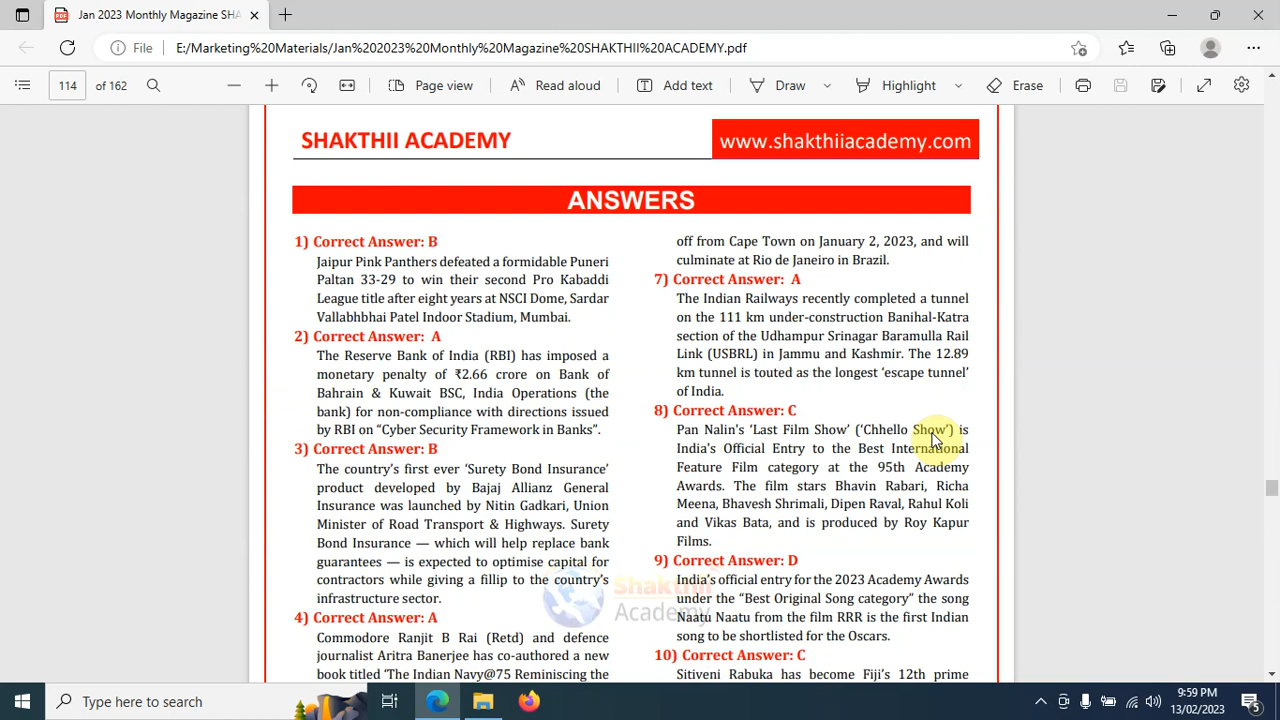 Jan 2023 Monthly Magazine SHA
File
E:/Marketing%20Materials/Jan%202023%20Monthly%20Magazine%20SHAKTHII%20ACADEMY.pdf
114 of 162
Page view
Read aloud
Add text
Draw
Highlight
Erase
SHAKTHII ACADEMY
www.shakthiiacademy.com
ANSWERS
1) Correct Answer: B
Jaipur Pink Panthers defeated a formidable Puneri
Paltan 33-29 to win their second Pro Kabaddi
League title after eight years at NSCI Dome, Sardar
Vallabhbhai Patel Indoor Stadium, Mumbai.
2) Correct Answer: A
The Reserve Bank of India (RBI) has imposed a
monetary penalty of ₹2.66 crore on Bank of
Bahrain & Kuwait BSC, India Operations (the
bank) for non-compliance with directions issued
by RBI on “Cyber Security Framework in Banks”.
3) Correct Answer: B
The country’s first ever ‘Surety Bond Insurance’
product developed by Bajaj Allianz General
Insurance was launched by Nitin Gadkari, Union
Minister of Road Transport & Highways. Surety
Bond Insurance — which will help replace bank
guarantees — is expected to optimise capital for
contractors while giving a fillip to the country’s
infrastructure sector.
4) Correct Answer: A
Commodore Ranjit B Rai (Retd) and defence
journalist Aritra Banerjee has co-authored a new
book titled ‘The Indian Navy@75 Reminiscing the
off from Cape Town on January 2, 2023, and will
culminate at Rio de Janeiro in Brazil.
7) Correct Answer: A
The Indian Railways recently completed a tunnel
on the 111 km under-construction Banihal-Katra
section of the Udhampur Srinagar Baramulla Rail
Link (USBRL) in Jammu and Kashmir. The 12.89
km tunnel is touted as the longest ‘escape tunnel’
of India.
8) Correct Answer: C
Pan Nalin’s ‘Last Film Show’ (‘Chhello Show’) is
India’s Official Entry to the Best International
Feature Film category at the 95th Academy
Awards. The film stars Bhavin Rabari, Richa
Meena, Bhavesh Shrimali, Dipen Raval, Rahul Koli
and Vikas Bata, and is produced by Roy Kapur
Films.
9) Correct Answer: D
India’s official entry for the 2023 Academy Awards
under the “Best Original Song category” the song
Naatu Naatu from the film RRR is the first Indian
song to be shortlisted for the Oscars.
10) Correct Answer: C
Sitiveni Rabuka has become Fiji’s 12th prime
Shakthii
Academy
Type here to search
9:59 PM
13/02/2023
5